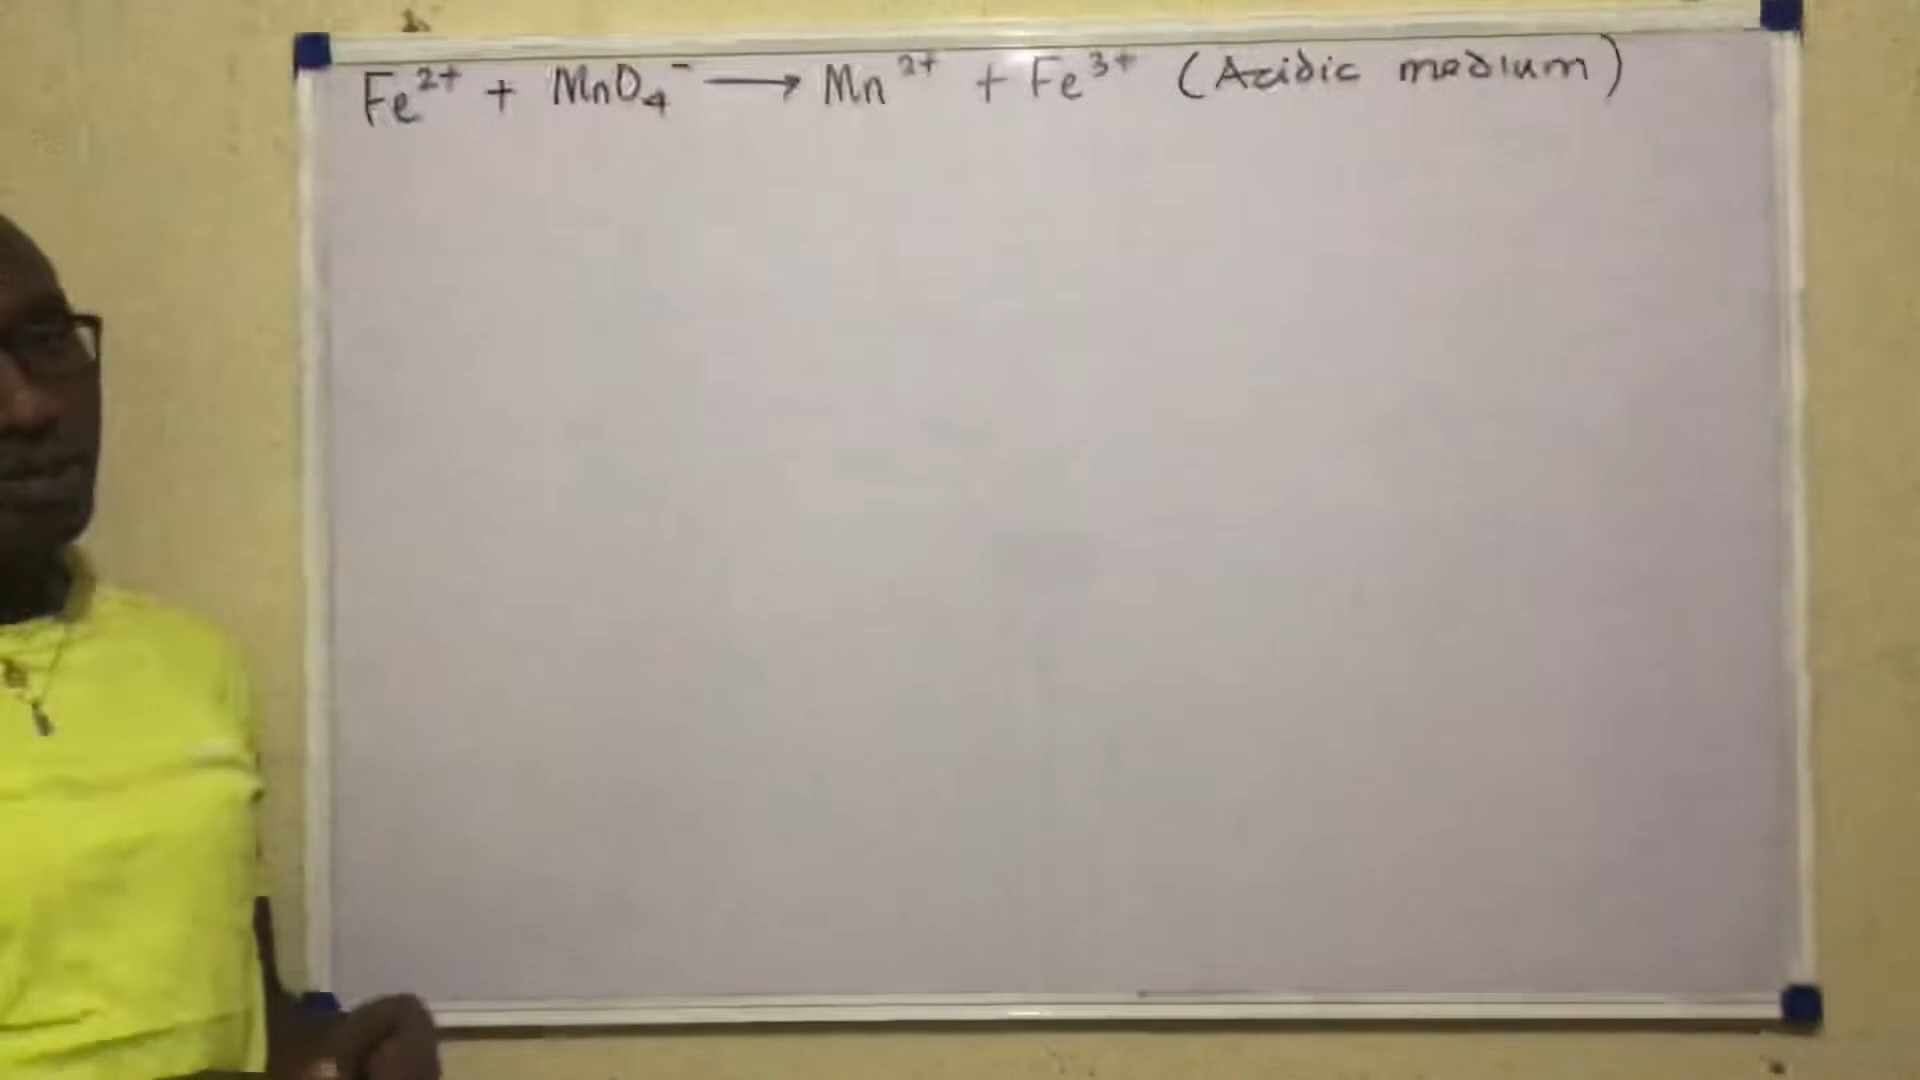 Fe²⁺ + MnO₄⁻ ⟶ Mn²⁺ + Fe³⁺ (Acidic medium)